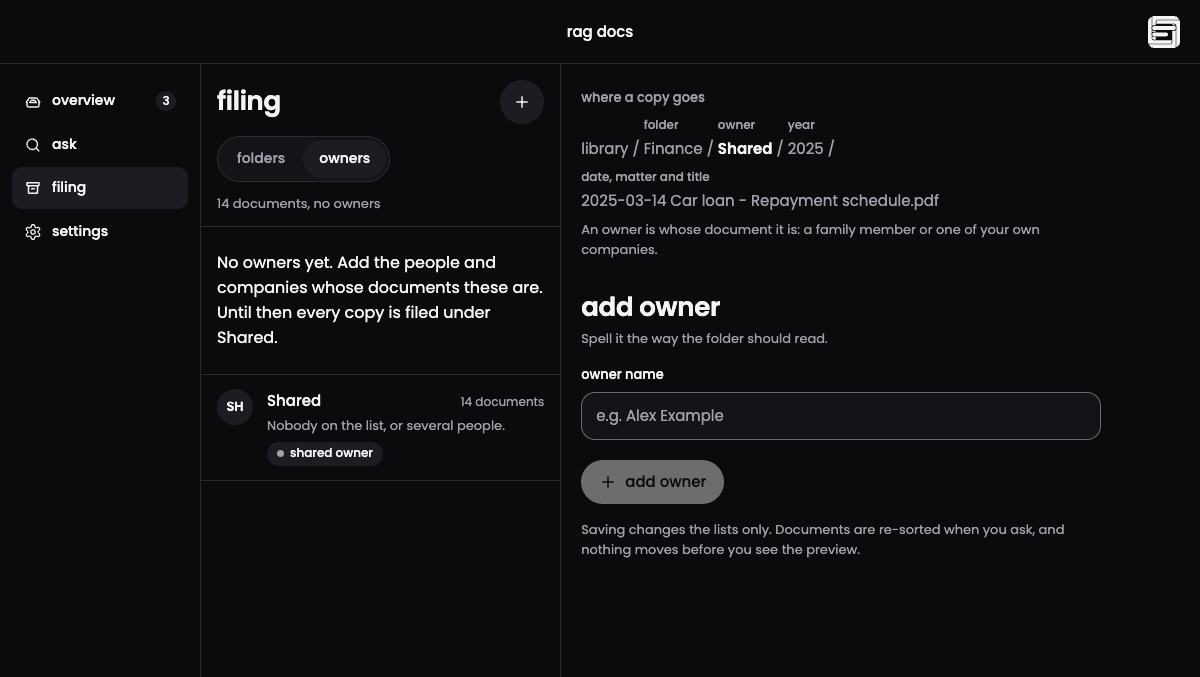 rag docs
overview
3
ask
filing
settings
filing
folders
owners
14 documents, no owners
No owners yet. Add the people and
companies whose documents these are.
Until then every copy is filed under
Shared.
SH
Shared
14 documents
Nobody on the list, or several people.
shared owner
where a copy goes
folder owner year
library / Finance / Shared / 2025 /
date, matter and title
2025-03-14 Car loan - Repayment schedule.pdf
An owner is whose document it is: a family member or one of your own
companies.
add owner
Spell it the way the folder should read.
owner name
e.g. Alex Example
add owner
Saving changes the lists only. Documents are re-sorted when you ask, and
nothing moves before you see the preview.